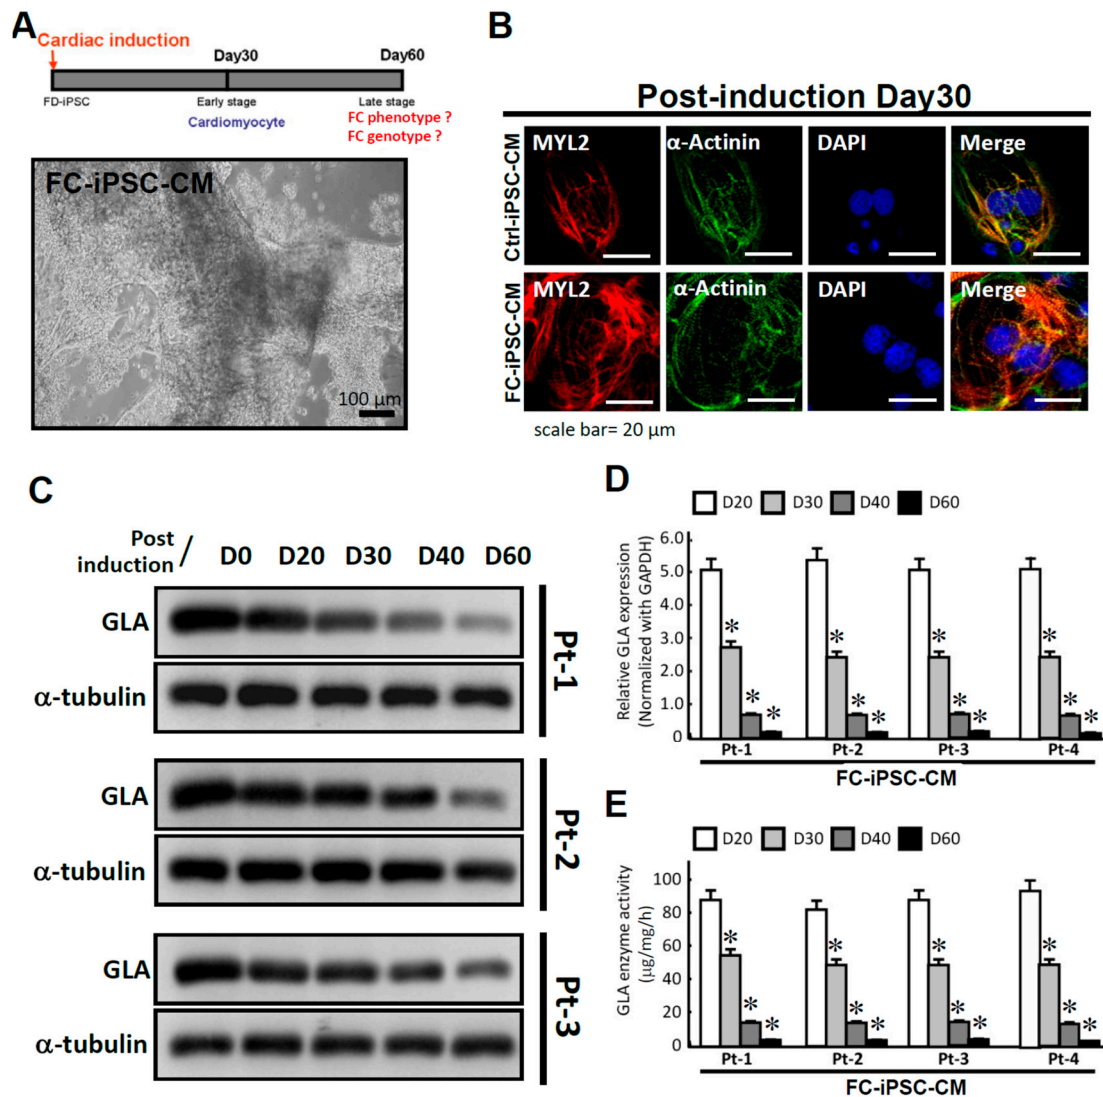 A
Cardiac induction
Day30
Day60
FD-iPSC
Early stage
Late stage
Cardiomyocyte
FC phenotype ?
FC genotype ?
FC-iPSC-CM
100 μm
B
Post-induction Day30
Ctrl-iPSC-CM
MYL2
α-Actinin
DAPI
Merge
FC-iPSC-CM
MYL2
α-Actinin
DAPI
Merge
scale bar= 20 μm
C
Post
induction
/
D0 D20 D30 D40 D60
GLA
α-tubulin
Pt-1
GLA
α-tubulin
Pt-2
GLA
α-tubulin
Pt-3
D
D20 D30 D40 D60
Relative GLA expression
(Normalized with GAPDH)
6.0
5.0
3.0
2.0
1.0
0
* * *
* * *
* * *
* * *
Pt-1 Pt-2 Pt-3 Pt-4
FC-iPSC-CM
E
D20 D30 D40 D60
GLA enzyme activity
(μg/mg/h)
100
80
60
40
20
0
* * *
* * *
* * *
* * *
Pt-1 Pt-2 Pt-3 Pt-4
FC-iPSC-CM